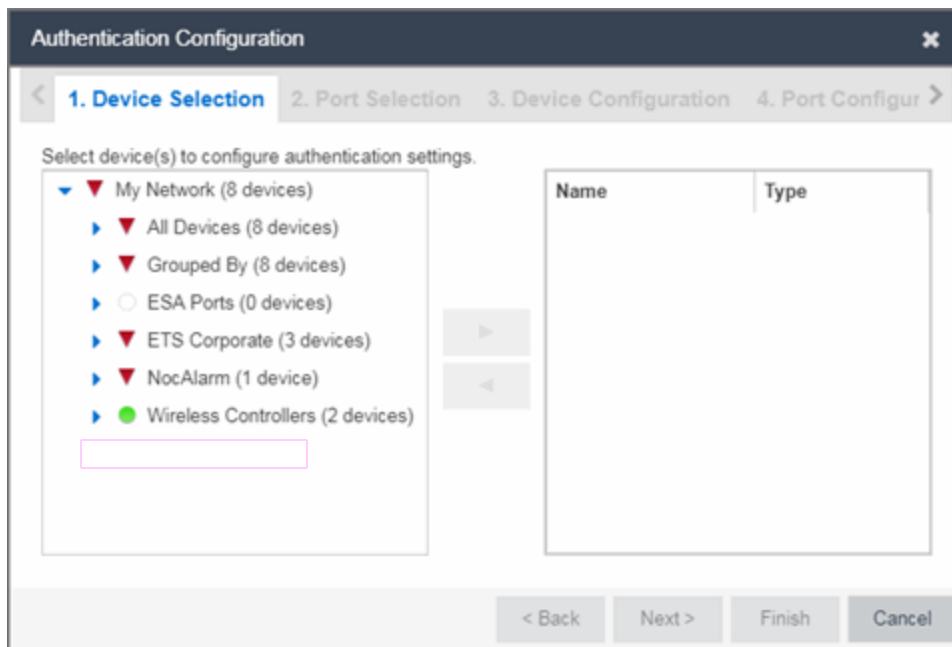 Authentication Configuration
1. Device Selection 2. Port Selection 3. Device Configuration 4. Port Configur
Select device(s) to configure authentication settings.
My Network (8 devices)
All Devices (8 devices)
Grouped By (8 devices)
ESA Ports (0 devices)
ETS Corporate (3 devices)
NocAlarm (1 device)
Wireless Controllers (2 devices)
Name Type
< Back Next > Finish Cancel